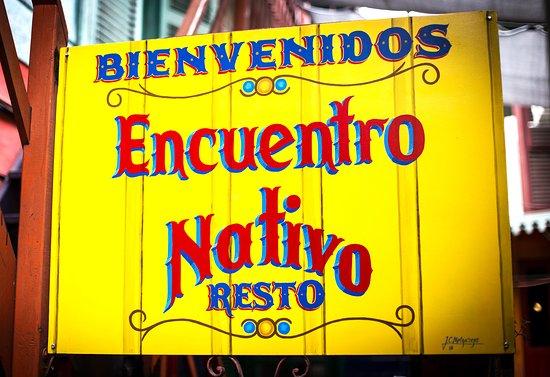 BIENVENIDOS
Encuentro
Nativo
RESTO